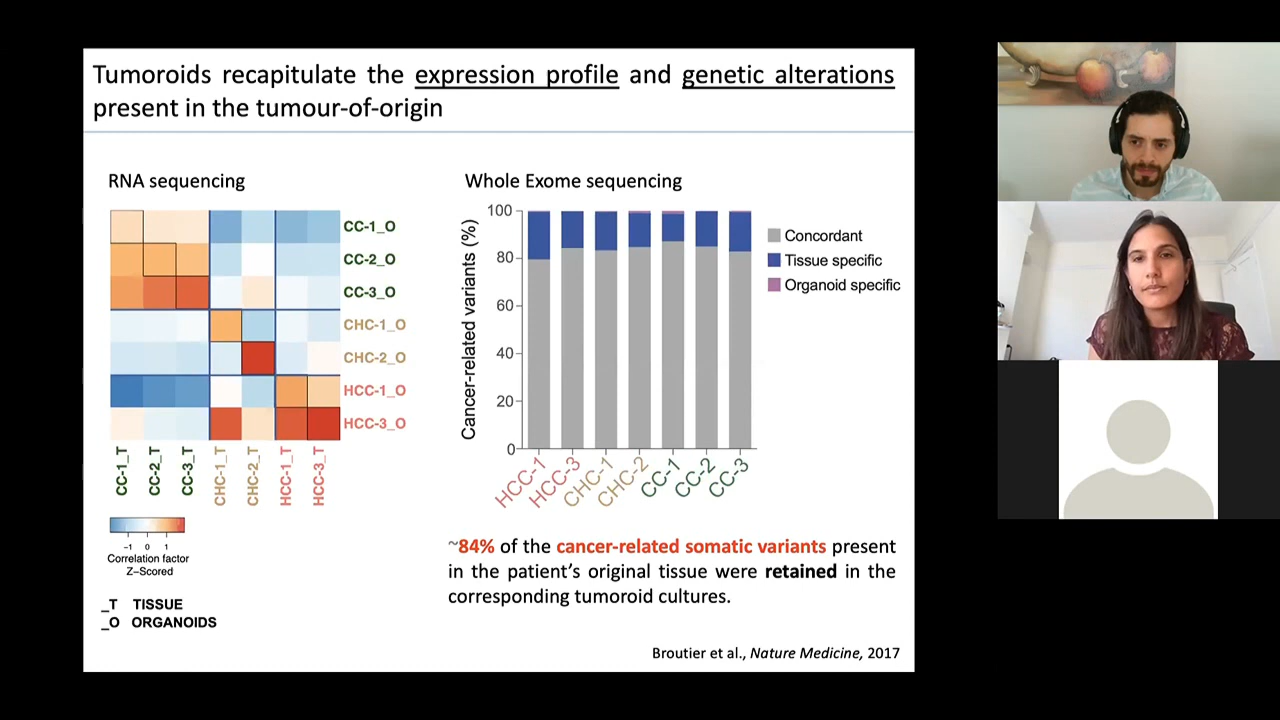 Tumoroids recapitulate the expression profile and genetic alterations
present in the tumour-of-origin
RNA sequencing
CC-1_O
CC-2_O
CC-3_O
CHC-1_O
CHC-2_O
HCC-1_O
HCC-3_O
CC-1_T
CC-2_T
CC-3_T
CHC-1_T
CHC-2_T
HCC-1_T
HCC-3_T
−1 0 1
Correlation factor
Z−Scored
_T TISSUE
_O ORGANOIDS
Whole Exome sequencing
Cancer-related variants (%)
100
80
60
40
20
0
HCC-1
HCC-3
CHC-1
CHC-2
CC-1
CC-2
CC-3
Concordant
Tissue specific
Organoid specific
~84% of the cancer-related somatic variants present
in the patient’s original tissue were retained in the
corresponding tumoroid cultures.
Broutier et al., Nature Medicine, 2017